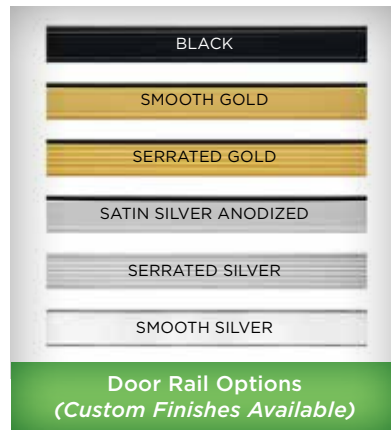 BLACK
SMOOTH GOLD
SERRATED GOLD
SATIN SILVER ANODIZED
SERRATED SILVER
SMOOTH SILVER
Door Rail Options
(Custom Finishes Available)